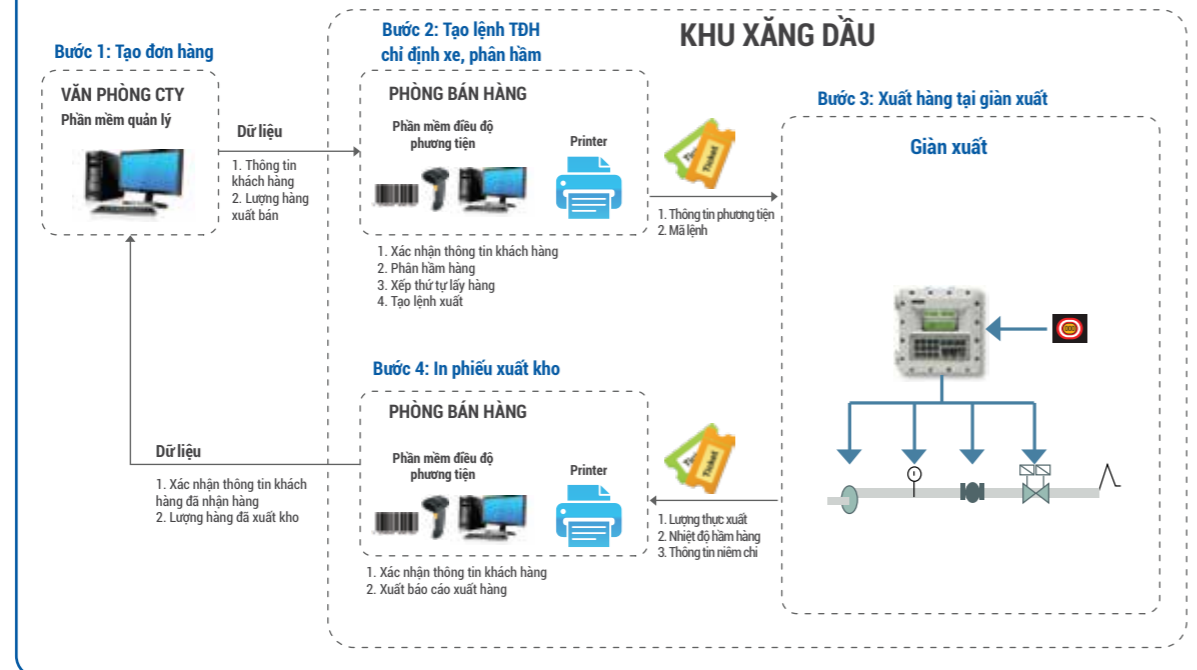 KHU XĂNG DẦU
Bước 1: Tạo đơn hàng
VĂN PHÒNG CTY
Phần mềm quản lý
Dữ liệu
1. Thông tin
khách hàng
2. Lượng hàng
xuất bán
Bước 2: Tạo lệnh TĐH
chỉ định xe, phân hầm
PHÒNG BÁN HÀNG
Phần mềm điều độ
phương tiện
Printer
1. Xác nhận thông tin khách hàng
2. Phân hầm hàng
3. Xếp thứ tự lấy hàng
4. Tạo lệnh xuất
Ticket
1. Thông tin phương tiện
2. Mã lệnh
Bước 3: Xuất hàng tại giàn xuất
Giàn xuất
Ticket
1. Lượng thực xuất
2. Nhiệt độ hầm hàng
3. Thông tin niêm chì
Bước 4: In phiếu xuất kho
PHÒNG BÁN HÀNG
Phần mềm điều độ
phương tiện
Printer
1. Xác nhận thông tin khách hàng
2. Xuất báo cáo xuất hàng
Dữ liệu
1. Xác nhận thông tin khách
hàng đã nhận hàng
2. Lượng hàng đã xuất kho